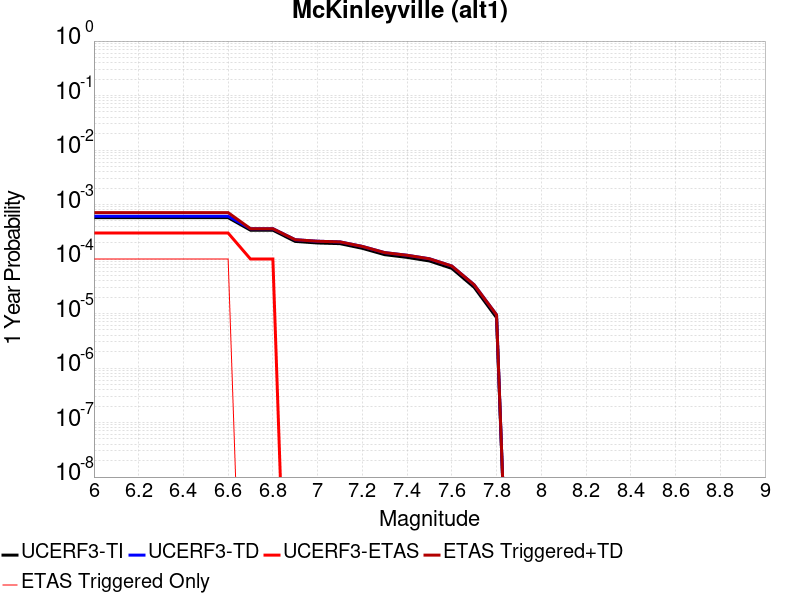 McKinleyville (alt1)
10^0
10^-1
10^-2
10^-3
10^-4
10^-5
10^-6
10^-7
10^-8
1 Year Probability
6 6.2 6.4 6.6 6.8 7 7.2 7.4 7.6 7.8 8 8.2 8.4 8.6 8.8 9
Magnitude
UCERF3-TI UCERF3-TD UCERF3-ETAS ETAS Triggered+TD
ETAS Triggered Only